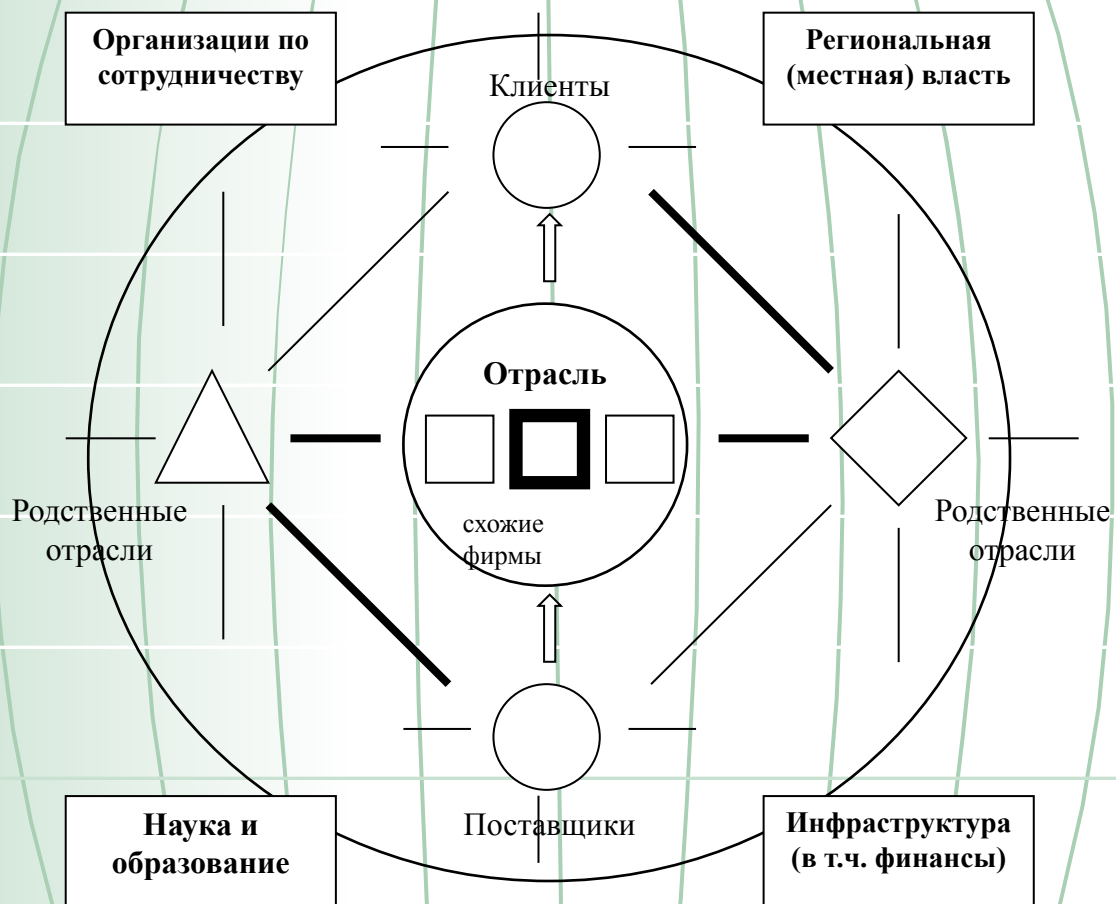 Организации по
сотрудничеству
Региональная
(местная) власть
Клиенты
Отрасль
схожие
фирмы
Родственные
отрасли
Родственные
отрасли
Поставщики
Наука и
образование
Инфраструктура
(в т.ч. финансы)